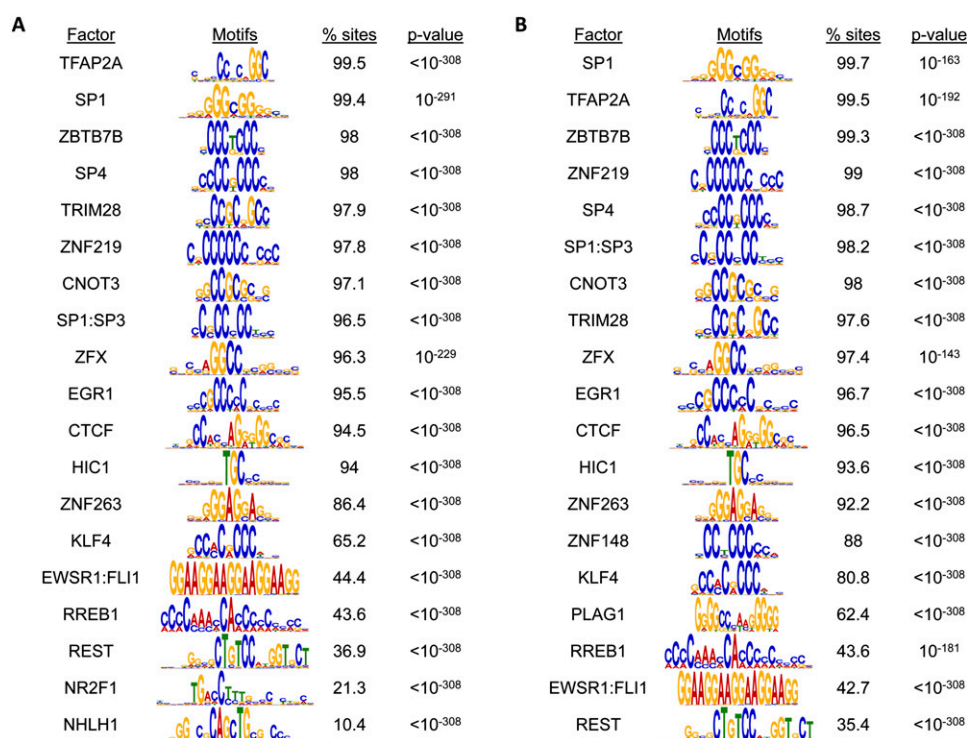 A
Factor Motifs % sites p-value
TFAP2A 99.5 <10-308
SP1 99.4 10-291
ZBTB7B 98 <10-308
SP4 98 <10-308
TRIM28 97.9 <10-308
ZNF219 97.8 <10-308
CNOT3 97.1 <10-308
SP1:SP3 96.5 <10-308
ZFX 96.3 10-229
EGR1 95.5 <10-308
CTCF 94.5 <10-308
HIC1 94 <10-308
ZNF263 86.4 <10-308
KLF4 65.2 <10-308
EWSR1:FLI1 GGAAGGAAGGAAGGAAGG 44.4 <10-308
RREB1 43.6 <10-308
REST 36.9 <10-308
NR2F1 21.3 <10-308
NHLH1 10.4 <10-308
B
Factor Motifs % sites p-value
SP1 99.7 10-163
TFAP2A 99.5 10-192
ZBTB7B 99.3 <10-308
ZNF219 99 <10-308
SP4 98.7 <10-308
SP1:SP3 98.2 <10-308
CNOT3 98 <10-308
TRIM28 97.6 <10-308
ZFX 97.4 10-143
EGR1 96.7 <10-308
CTCF 96.5 <10-308
HIC1 93.6 <10-308
ZNF263 92.2 <10-308
ZNF148 88 <10-308
KLF4 80.8 <10-308
PLAG1 62.4 <10-308
RREB1 43.6 10-181
EWSR1:FLI1 GGAAGGAAGGAAGGAAGG 42.7 <10-308
REST 35.4 <10-308